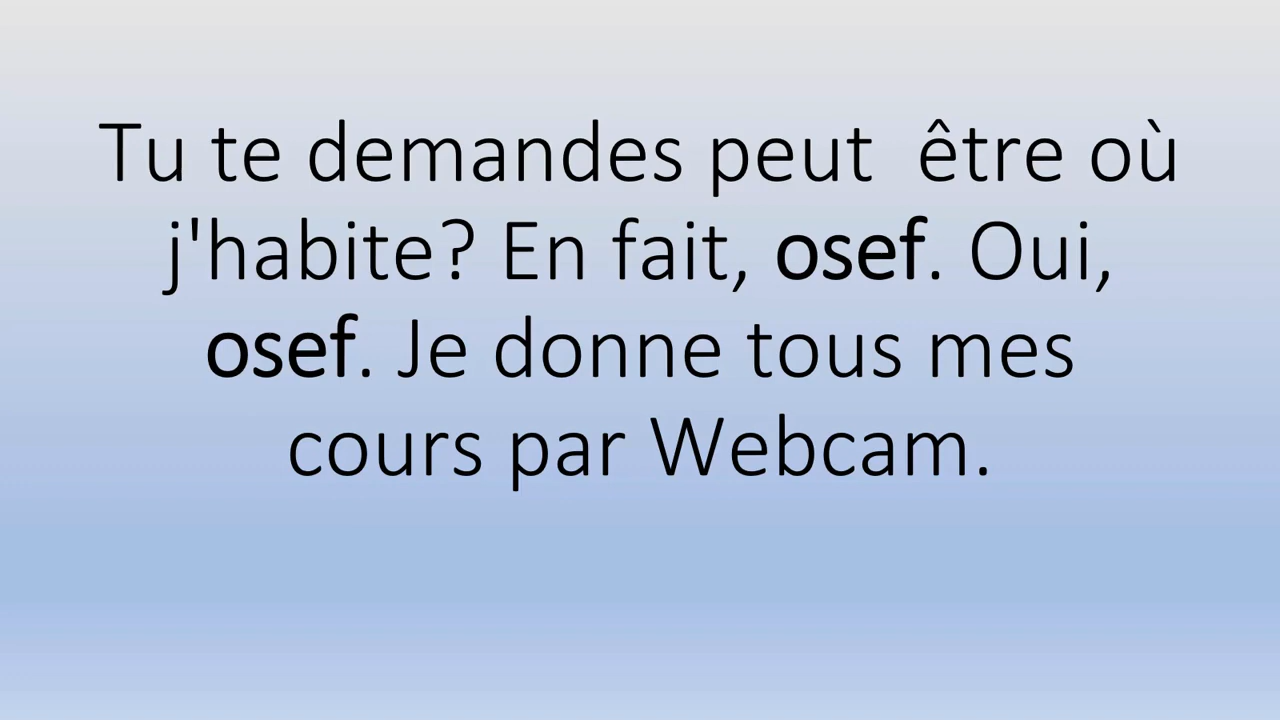 Tu te demandes peut  être où
j'habite? En fait, osef. Oui,
osef. Je donne tous mes
cours par Webcam.